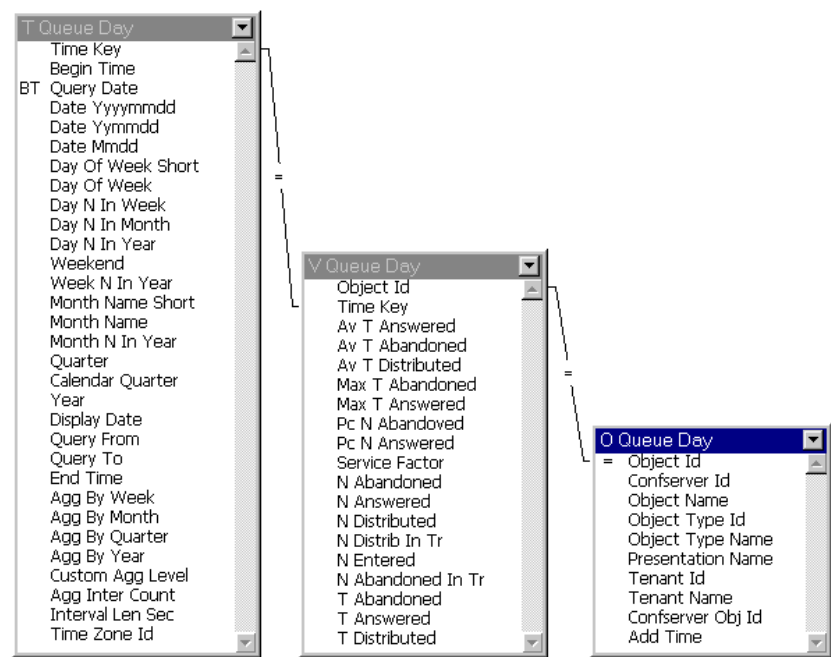 T Queue Day
Time Key
Begin Time
BT Query Date
Date Yyyymmdd
Date Yymmdd
Date Mmdd
Day Of Week Short
Day Of Week
Day N In Week
Day N In Month
Day N In Year
Weekend
Week N In Year
Month Name Short
Month Name
Month N In Year
Quarter
Calendar Quarter
Year
Display Date
Query From
Query To
End Time
Agg By Week
Agg By Month
Agg By Quarter
Agg By Year
Custom Agg Level
Agg Inter Count
Interval Len Sec
Time Zone Id
=
V Queue Day
Object Id
Time Key
Av T Answered
Av T Abandoned
Av T Distributed
Max T Abandoned
Max T Answered
Pc N Abandoved
Pc N Answered
Service Factor
N Abandoned
N Answered
N Distributed
N Distrib In Tr
N Entered
N Abandoned In Tr
T Abandoned
T Answered
T Distributed
=
O Queue Day
= Object Id
Confserver Id
Object Name
Object Type Id
Object Type Name
Presentation Name
Tenant Id
Tenant Name
Confserver Obj Id
Add Time